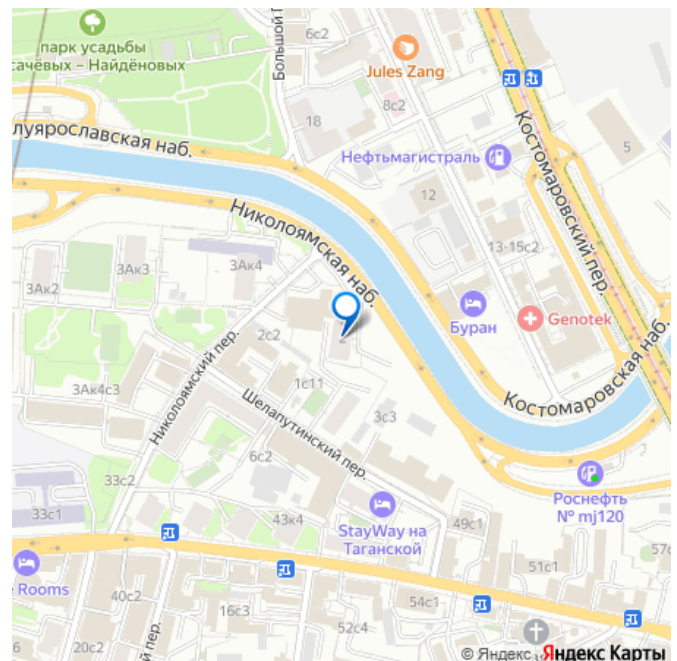 парк усадьбы
сачёвых – Найдёновых
Большой П
6с2
Jules Zang
8с2
18
луярославская наб.
Нефтьмагистраль
5
Костомаровский пер.
12
Николоямская наб.
13-15с2
3Ак3
3Ак4
3Ак2
Буран
Genotek
2
2с2
Костомаровская наб.
Николоямский пер.
1с11
3Ак4с3
Шелапутинский пер.
3с3
6с2
33с2
Роснефть
№ mj120
33с1
43к4
StayWay на
Таганской
49с1
57с
e Rooms
51с1
40с2
16с3
54с1
52с4
20с2
й пер.
© Яндекс Яндекс Карты